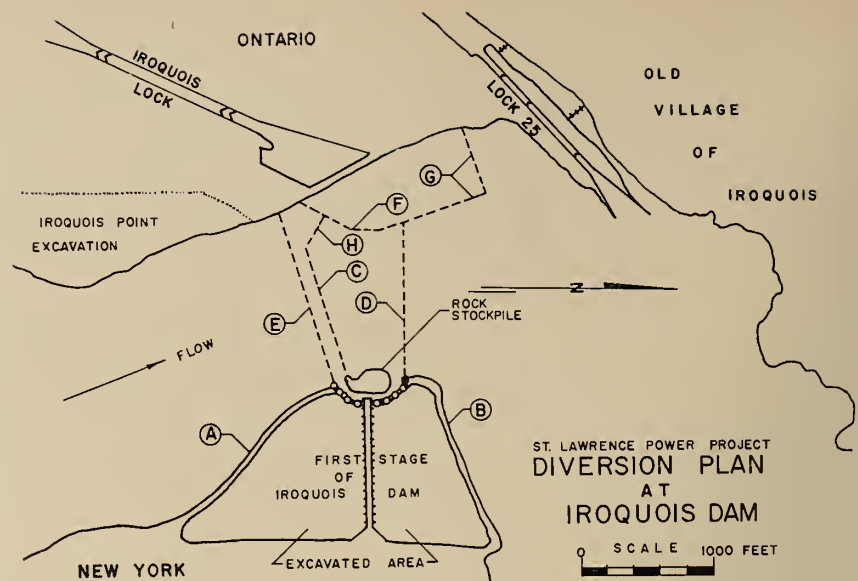 ONTARIO
IROQUOIS
LOCK
LOCK 25
OLD
VILLAGE
OF
IROQUOIS
IROQUOIS POINT
EXCAVATION
G
F
H
C
E
D
N
ROCK
STOCKPILE
FLOW
A
B
FIRST STAGE
OF
IROQUOIS DAM
EXCAVATED AREA
NEW YORK
ST. LAWRENCE POWER PROJECT
DIVERSION PLAN
AT
IROQUOIS DAM
0 SCALE 1000 FEET